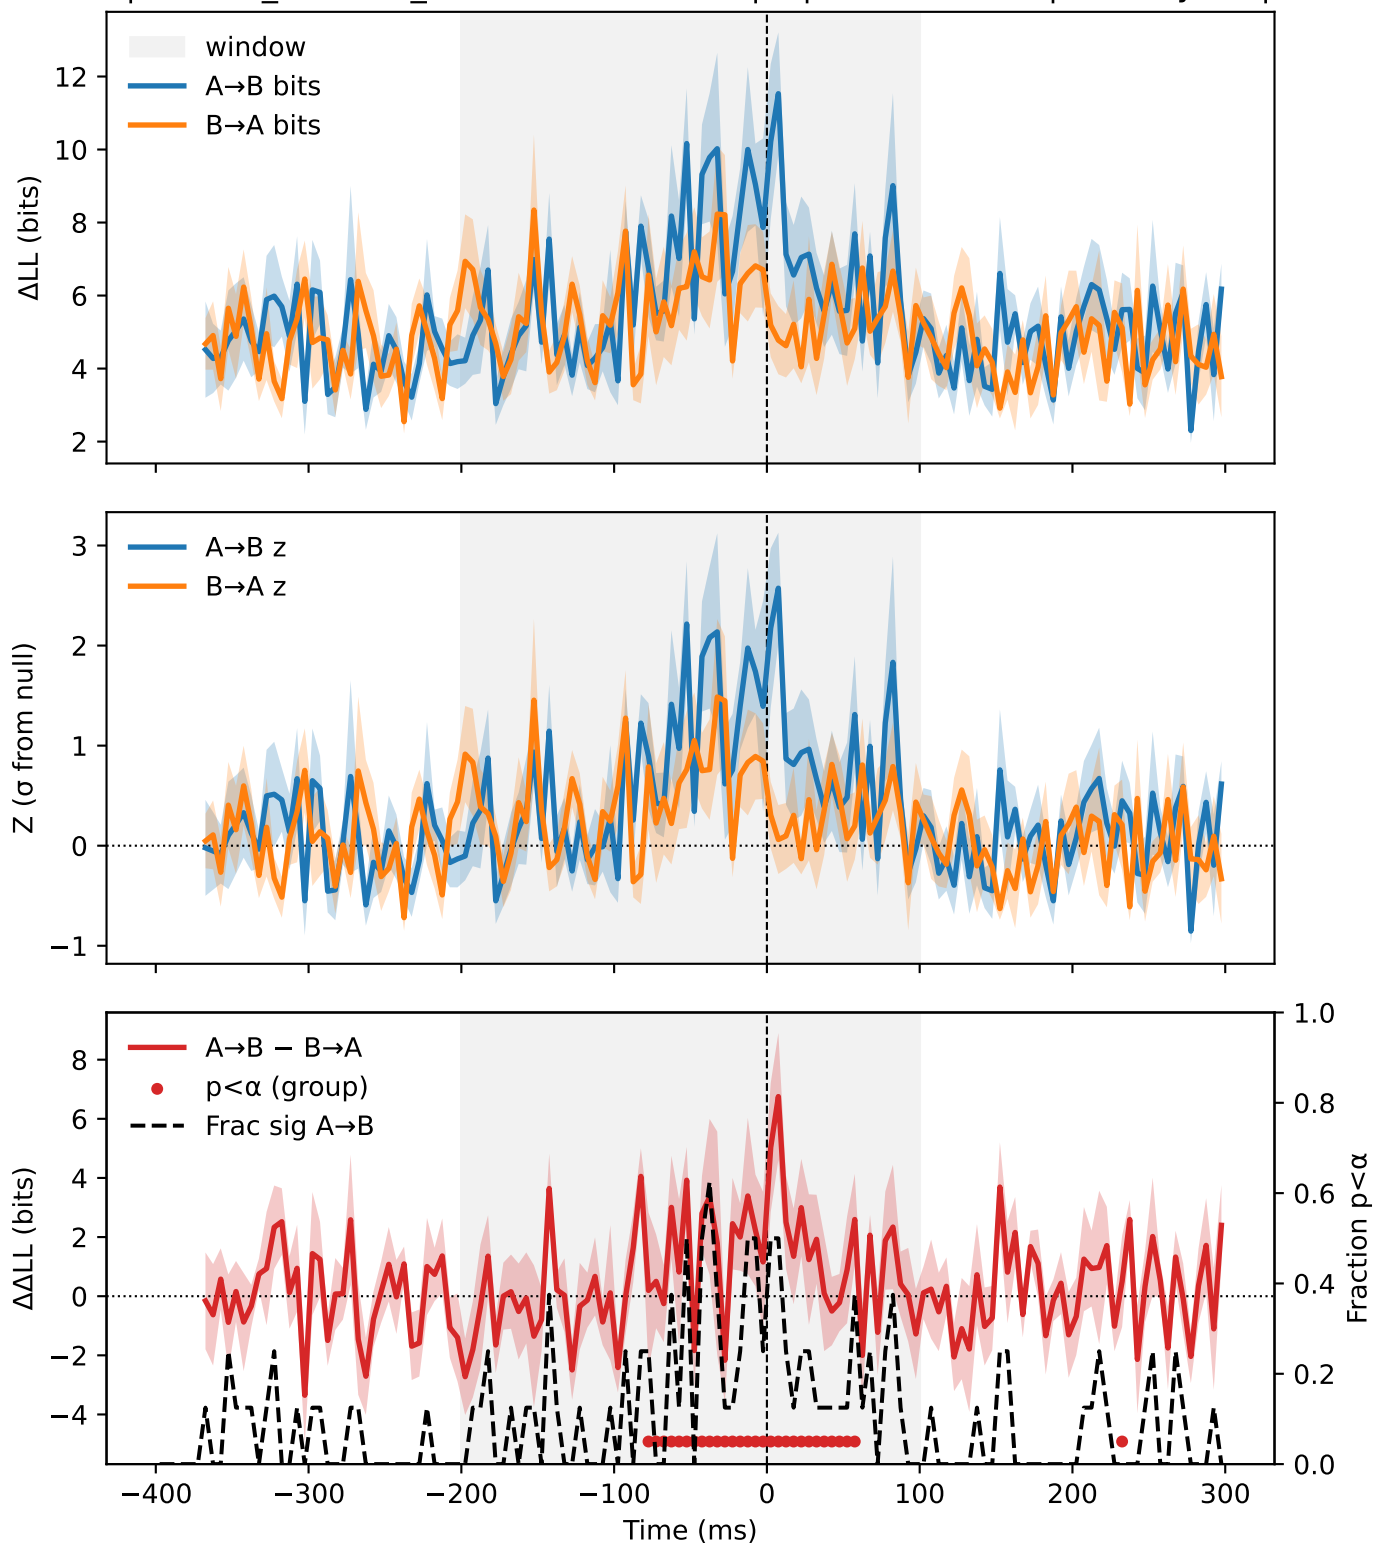 window
A→B bits
B→A bits
ΔLL (bits)
12
10
8
6
4
2
A→B z
B→A z
Z (σ from null)
3
2
1
0
−1
A→B − B→A
p<α (group)
Frac sig A→B
ΔΔLL (bits)
8
6
4
2
0
−2
−4
1.0
0.8
0.6
0.4
0.2
0.0
Fraction p<α
−400 −300 −200 −100 0 100 200 300
Time (ms)